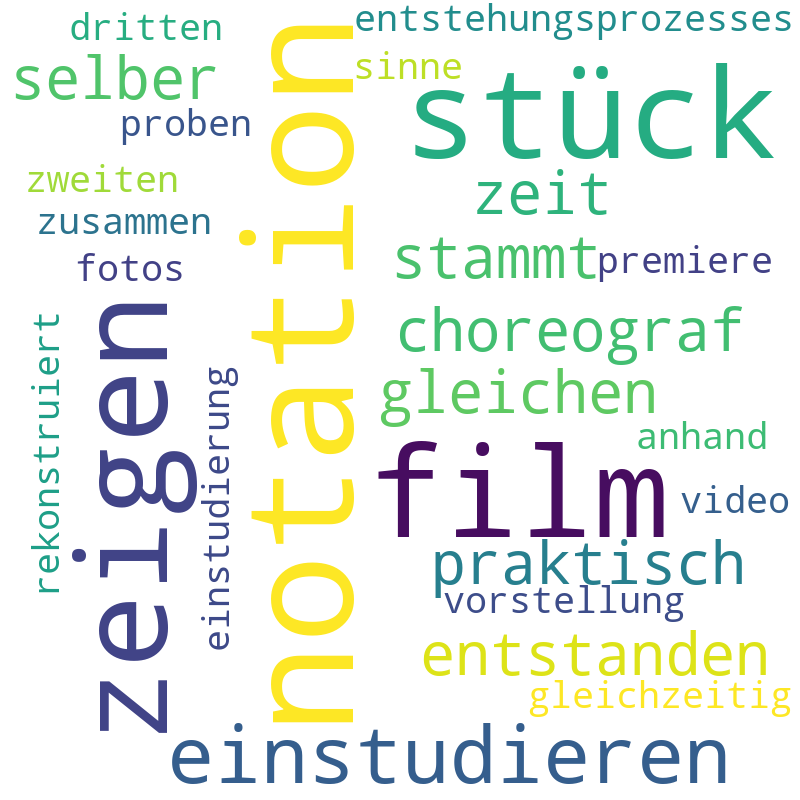 dritten
entstehungsprozesses
selber
sinne
stück
proben
zweiten
zeit
zusammen
stammt
premiere
fotos
notation
zeigen
choreograf
rekonstruiert
einstudierung
gleichen
anhand
film
video
praktisch
vorstellung
entstanden
gleichzeitig
einstudieren